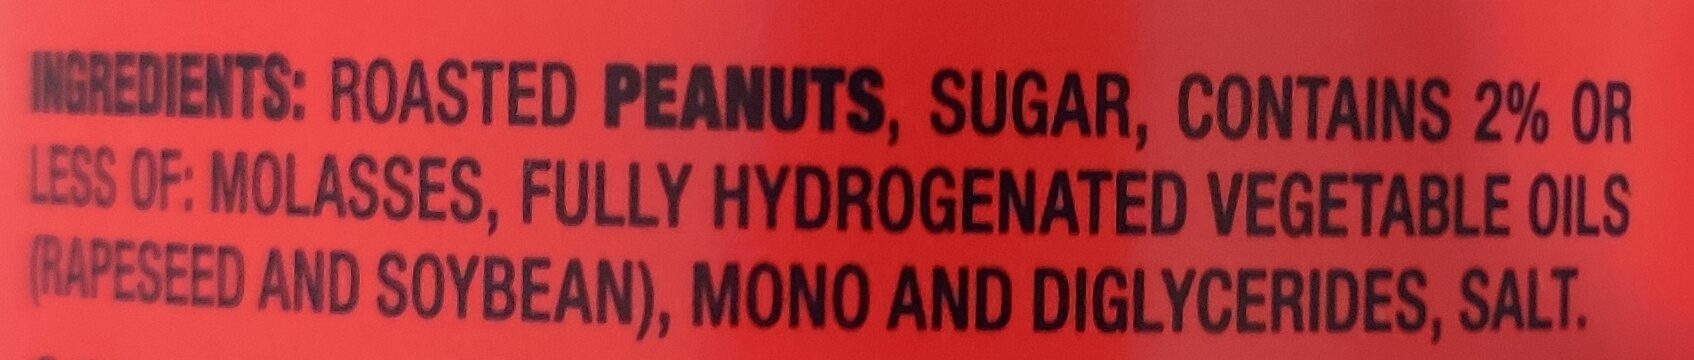 INGREDIENTS: ROASTED PEANUTS, SUGAR, CONTAINS 2% OR
LESS OF: MOLASSES, FULLY HYDROGENATED VEGETABLE OILS
(RAPESEED AND SOYBEAN), MONO AND DIGLYCERIDES, SALT.